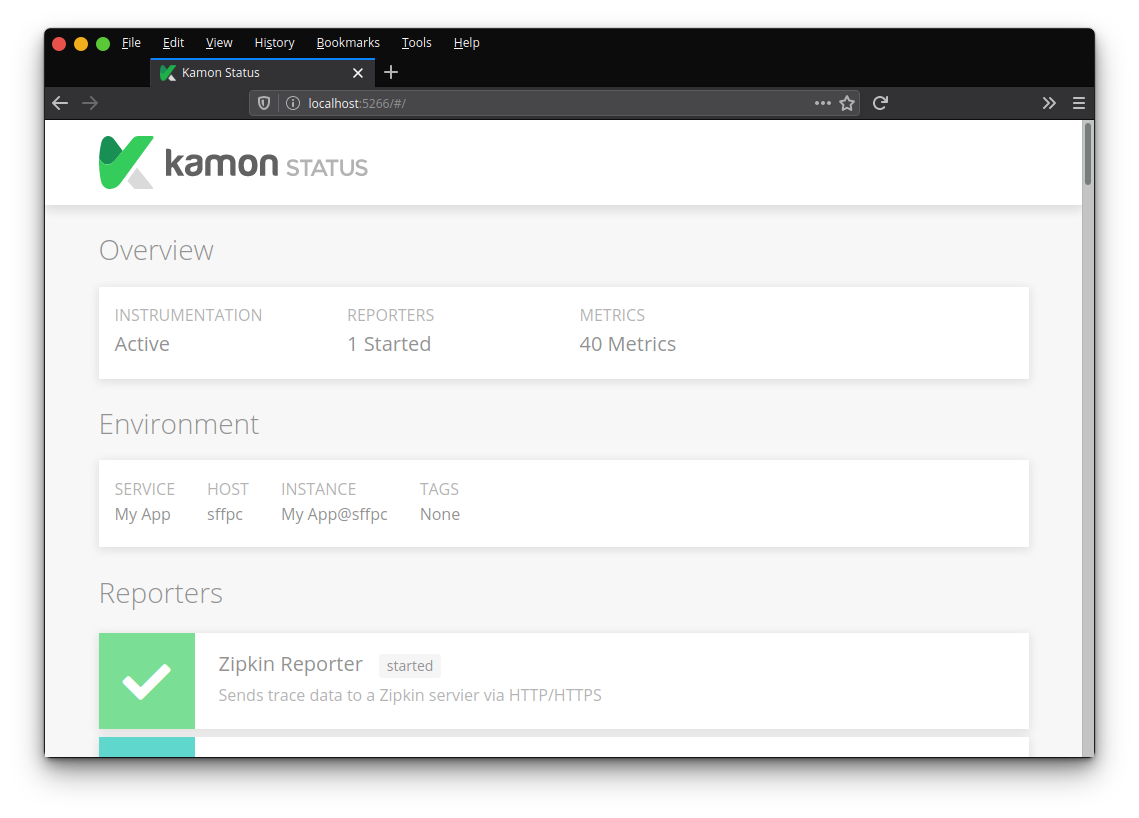 File Edit View History Bookmarks Tools Help
Kamon Status
localhost:5266/#/
kamon STATUS
Overview
INSTRUMENTATION REPORTERS METRICS
Active 1 Started 40 Metrics
Environment
SERVICE HOST INSTANCE TAGS
My App sffpc My App@sffpc None
Reporters
Zipkin Reporter started
Sends trace data to a Zipkin servier via HTTP/HTTPS